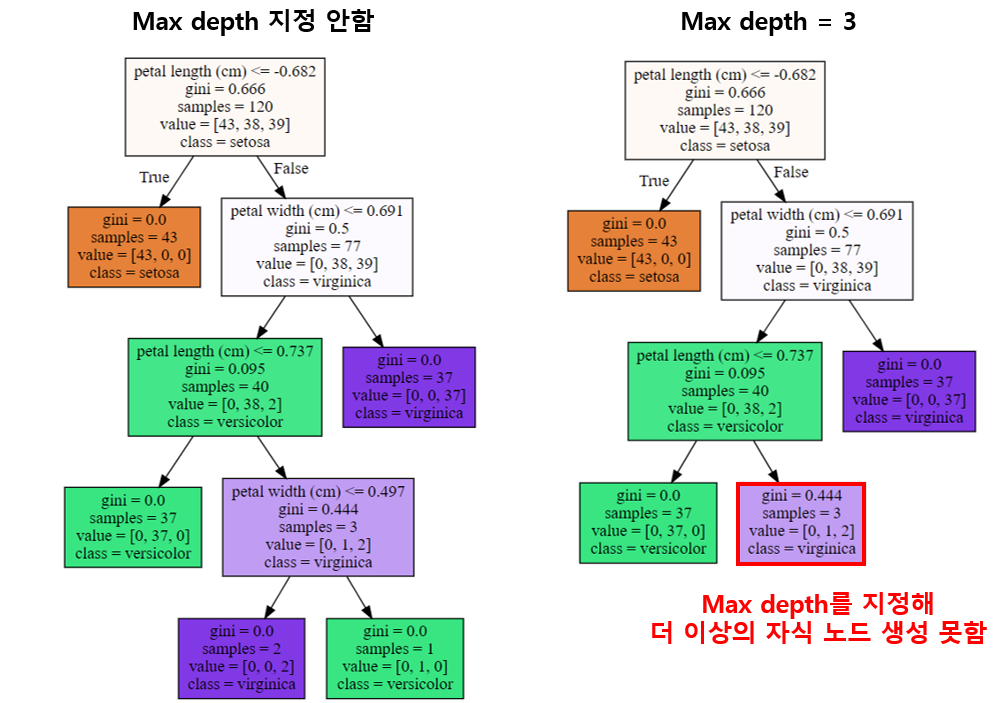 Max depth 지정 안함
petal length (cm) <= -0.682
gini = 0.666
samples = 120
value = [43, 38, 39]
class = setosa
True
False
gini = 0.0
samples = 43
value = [43, 0, 0]
class = setosa
petal width (cm) <= 0.691
gini = 0.5
samples = 77
value = [0, 38, 39]
class = virginica
petal length (cm) <= 0.737
gini = 0.095
samples = 40
value = [0, 38, 2]
class = versicolor
gini = 0.0
samples = 37
value = [0, 0, 37]
class = virginica
gini = 0.0
samples = 37
value = [0, 37, 0]
class = versicolor
petal width (cm) <= 0.497
gini = 0.444
samples = 3
value = [0, 1, 2]
class = virginica
gini = 0.0
samples = 2
value = [0, 0, 2]
class = virginica
gini = 0.0
samples = 1
value = [0, 1, 0]
class = versicolor
Max depth = 3
petal length (cm) <= -0.682
gini = 0.666
samples = 120
value = [43, 38, 39]
class = setosa
True
False
gini = 0.0
samples = 43
value = [43, 0, 0]
class = setosa
petal width (cm) <= 0.691
gini = 0.5
samples = 77
value = [0, 38, 39]
class = virginica
petal length (cm) <= 0.737
gini = 0.095
samples = 40
value = [0, 38, 2]
class = versicolor
gini = 0.0
samples = 37
value = [0, 0, 37]
class = virginica
gini = 0.0
samples = 37
value = [0, 37, 0]
class = versicolor
gini = 0.444
samples = 3
value = [0, 1, 2]
class = virginica
Max depth를 지정해
더 이상의 자식 노드 생성 못함